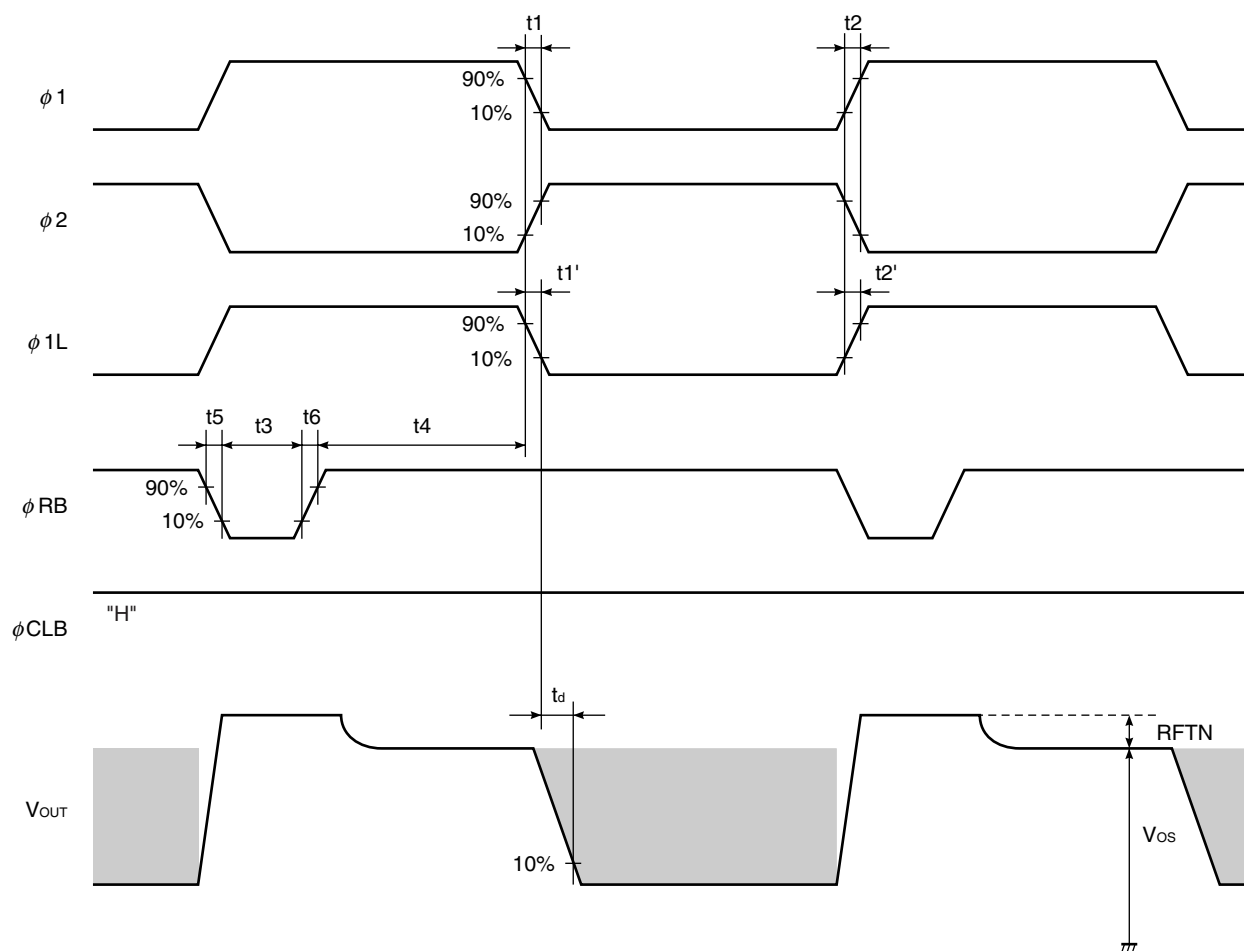 t1 t2
90%
φ1
10%
90%
φ2
10%
t1' t2'
90%
φ1L
10%
t5 t3 t6 t4
90%
φRB
10%
"H"
φCLB
td
RFTN
VOUT
VOS
10%